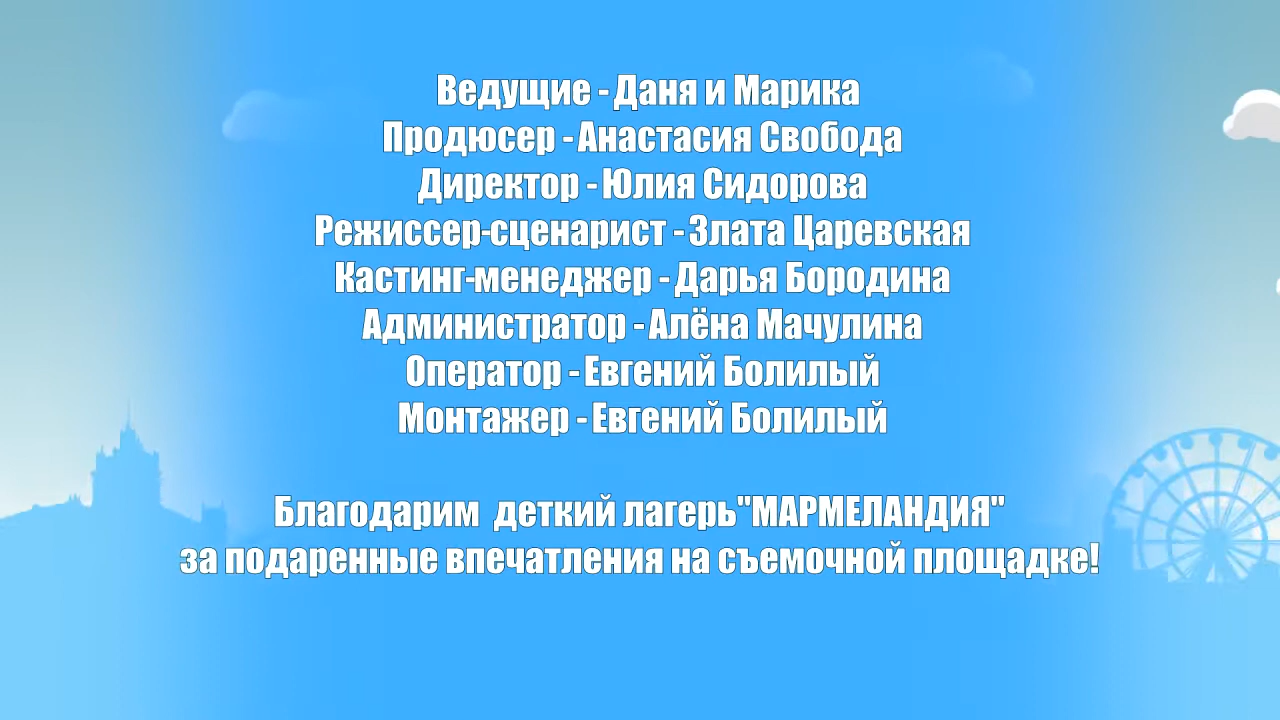 Ведущие - Даня и Марика
Продюсер - Анастасия Свобода
Директор - Юлия Сидорова
Режиссер-сценарист - Злата Царевская
Кастинг-менеджер - Дарья Бородина
Администратор - Алёна Мачулина
Оператор - Евгений Болилый
Монтажер - Евгений Болилый
Благодарим деткий лагерь"МАРМЕЛАНДИЯ"
за подаренные впечатления на съемочной площадке!